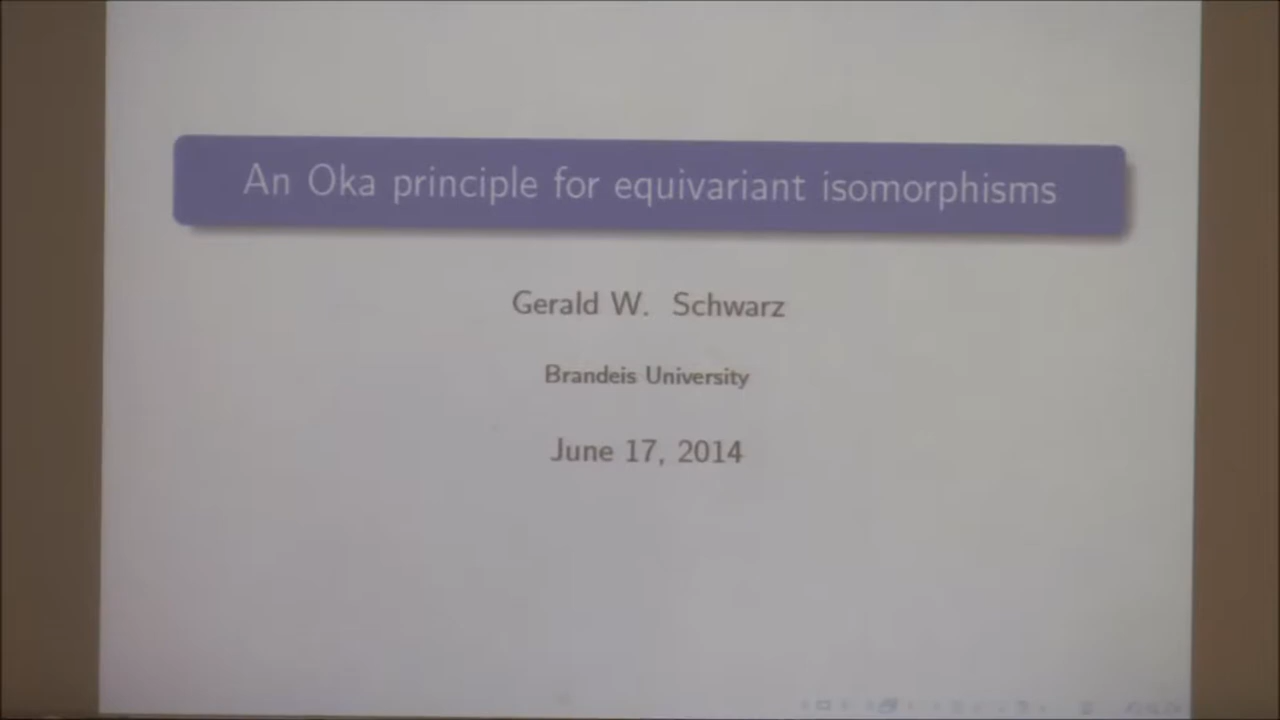 An Oka principle for equivariant isomorphisms
Gerald W. Schwarz
Brandeis University
June 17, 2014